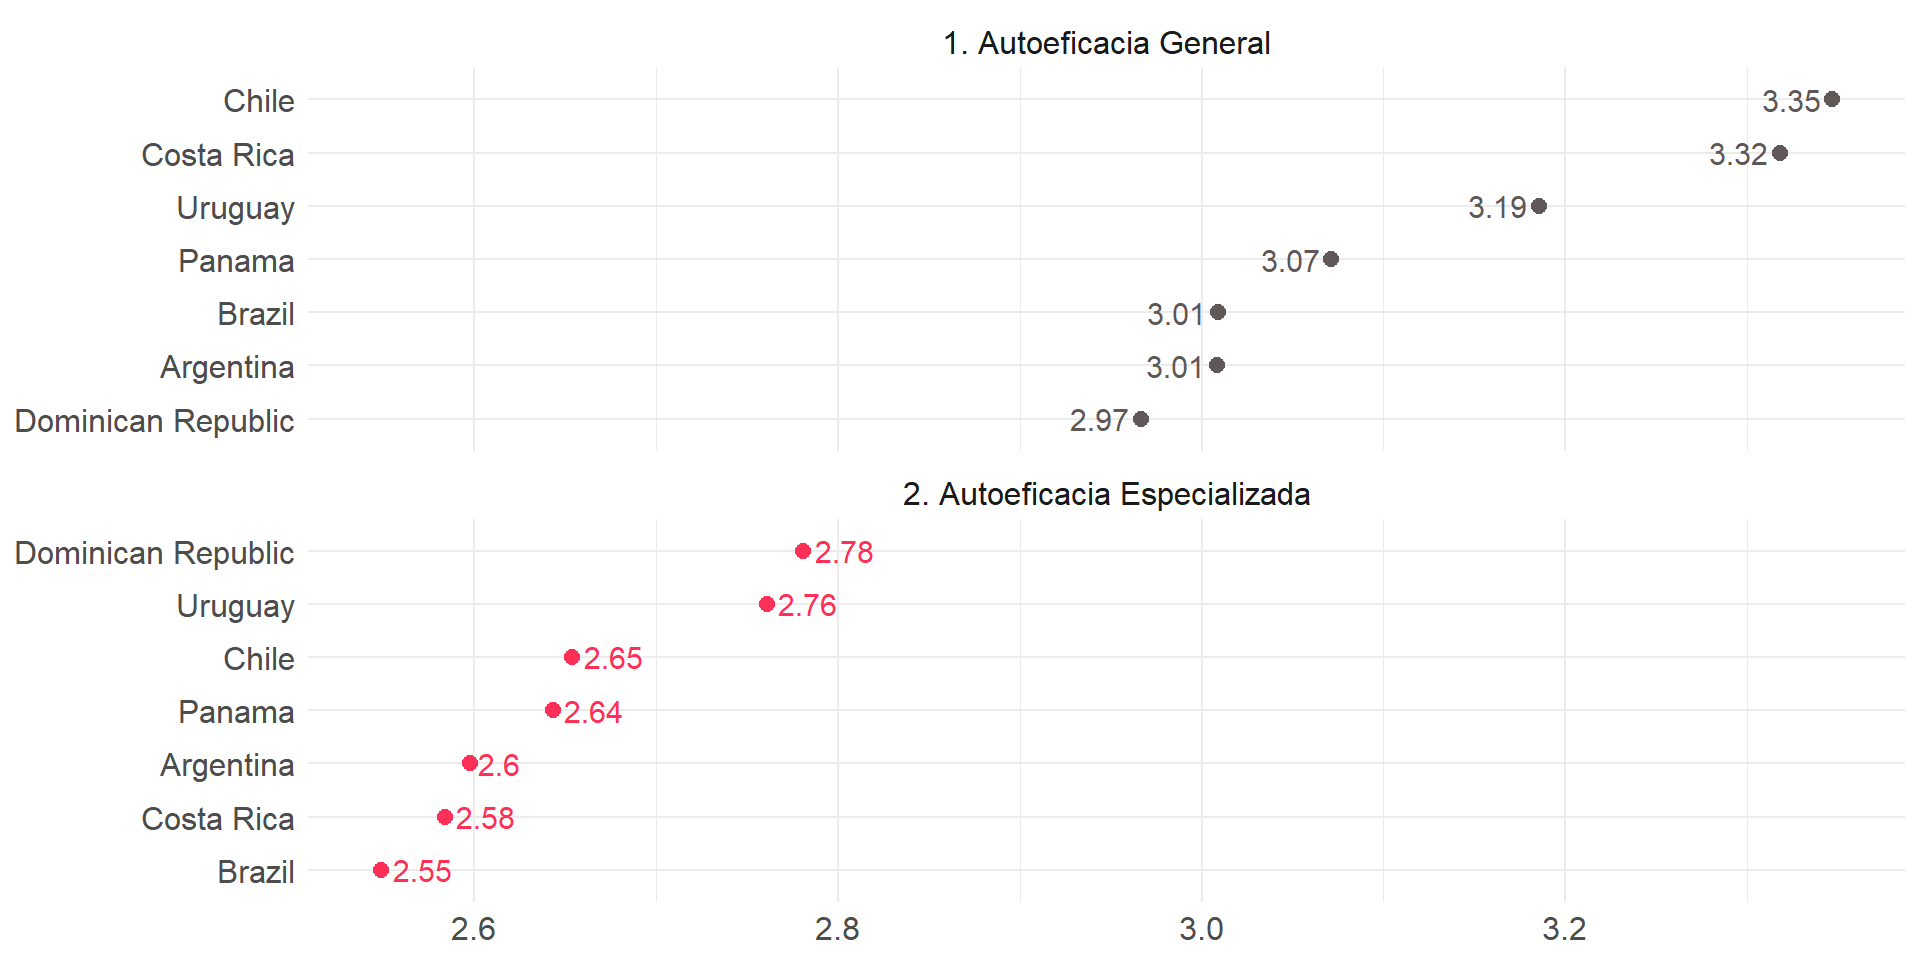 1. Autoeficacia General
Chile 3.35
Costa Rica 3.32
Uruguay 3.19
Panama 3.07
Brazil 3.01
Argentina 3.01
Dominican Republic 2.97
2. Autoeficacia Especializada
Dominican Republic 2.78
Uruguay 2.76
Chile 2.65
Panama 2.64
Argentina 2.6
Costa Rica 2.58
Brazil 2.55
2.6 2.8 3.0 3.2